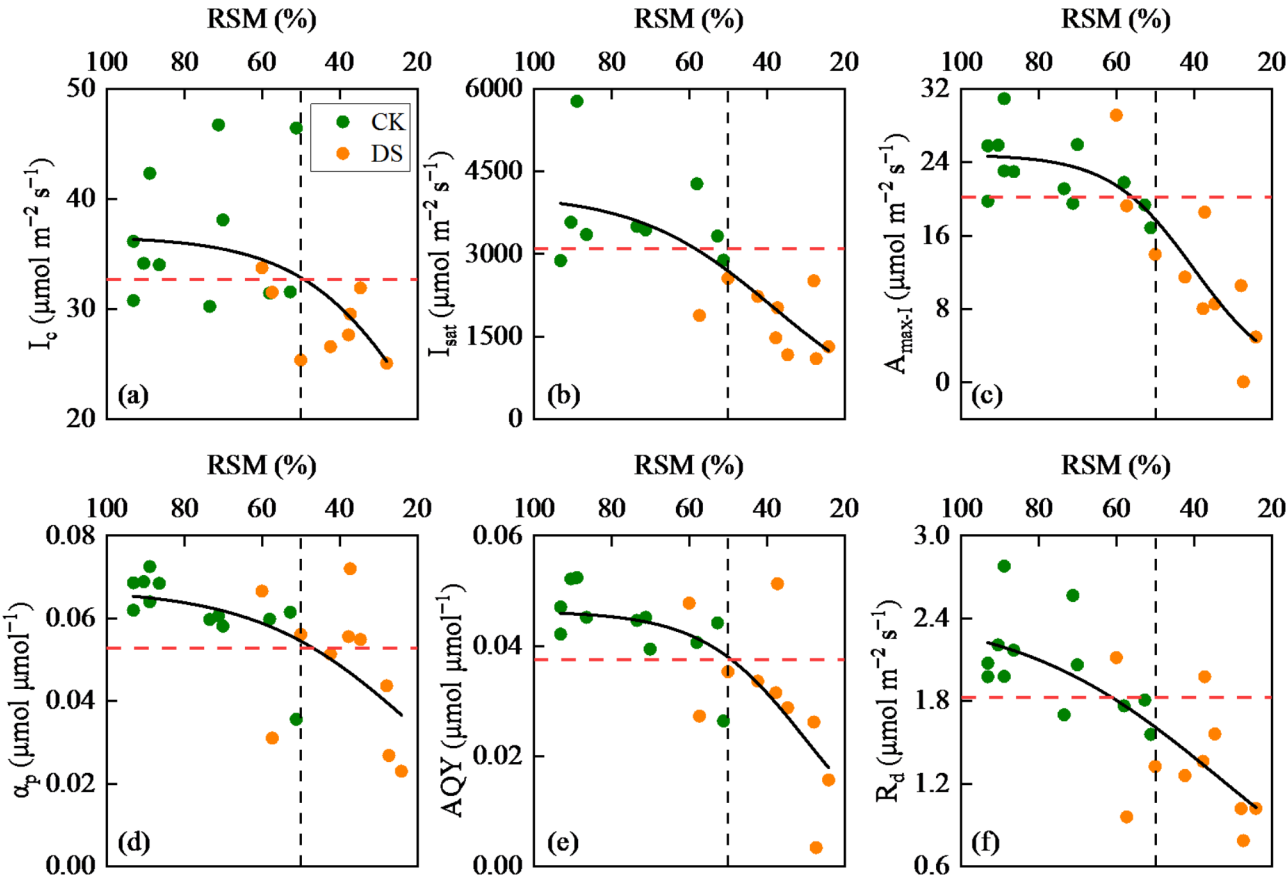 RSM (%) RSM (%) RSM (%)
100 80 60 40 20 100 80 60 40 20 100 80 60 40 20
50
40
30
20
I_c (μmol m⁻² s⁻¹)
CK
DS
(a)
6000
4500
3000
1500
0
I_sat (μmol m⁻² s⁻¹)
(b)
32
24
16
8
0
A_max-I (μmol m⁻² s⁻¹)
(c)
RSM (%) RSM (%) RSM (%)
100 80 60 40 20 100 80 60 40 20 100 80 60 40 20
0.08
0.06
0.04
0.02
0.00
α_p (μmol μmol⁻¹)
(d)
0.06
0.04
0.02
0.00
AQY (μmol μmol⁻¹)
(e)
3.0
2.4
1.8
1.2
0.6
R_d (μmol m⁻² s⁻¹)
(f)